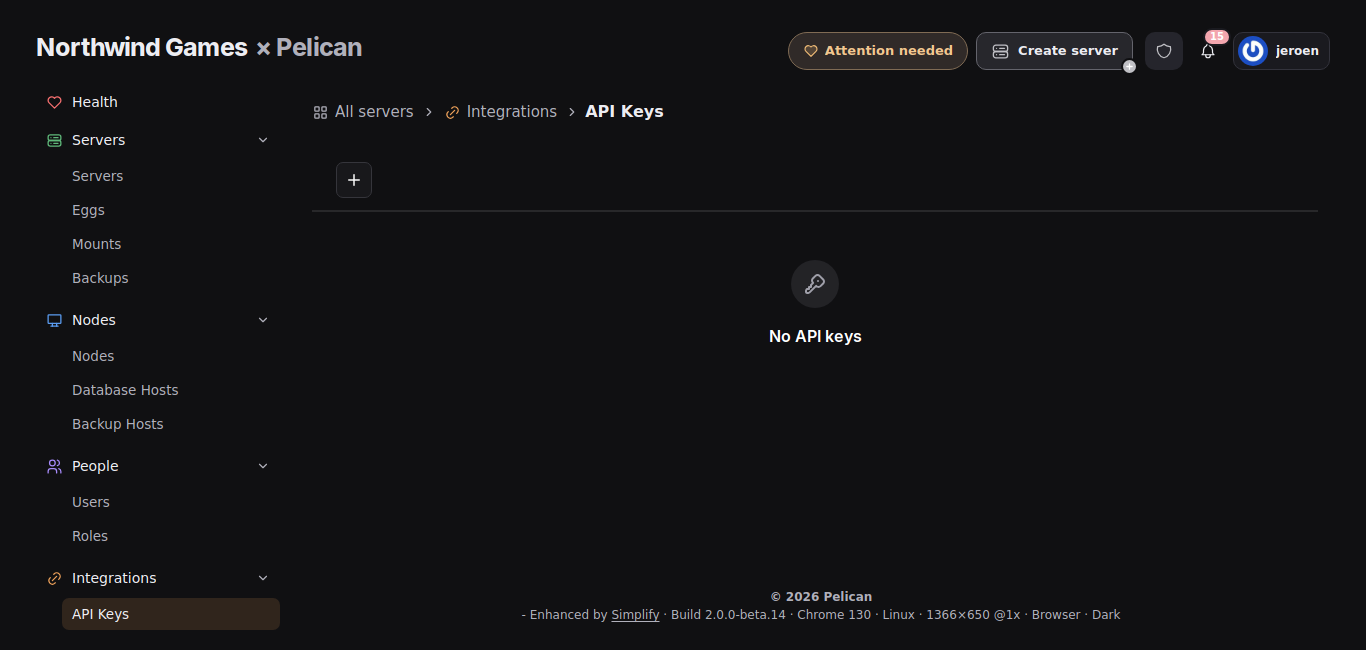 Northwind Games × Pelican
Attention needed
Create server
15
jeroen
Health
Servers
Servers
Eggs
Mounts
Backups
Nodes
Nodes
Database Hosts
Backup Hosts
People
Users
Roles
Integrations
API Keys
All servers > Integrations > API Keys
No API keys
© 2026 Pelican
- Enhanced by Simplify · Build 2.0.0-beta.14 · Chrome 130 · Linux · 1366×650 @1x · Browser · Dark